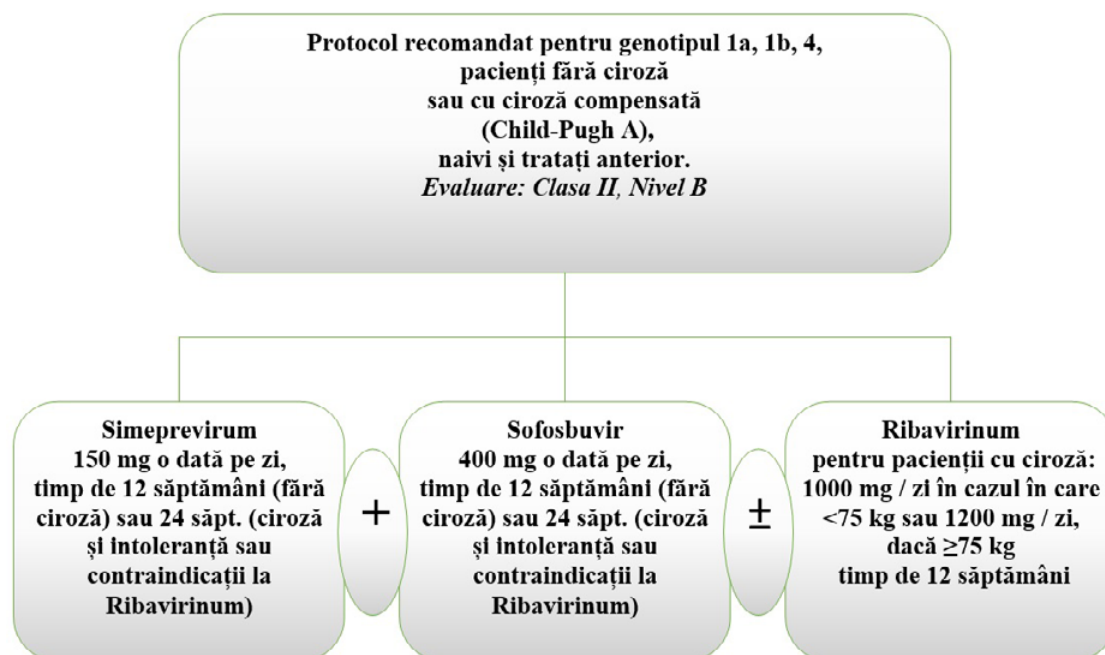 Protocol recomandat pentru genotipul 1a, 1b, 4,
pacienți fără ciroză
sau cu ciroză compensată
(Child-Pugh A),
naivi și tratați anterior.
Evaluare: Clasa II, Nivel B
Simeprevirum
150 mg o dată pe zi,
timp de 12 săptămâni (fără
ciroză) sau 24 săpt. (ciroză
și intoleranță sau
contraindicații la
Ribavirinum)
+
Sofosbuvir
400 mg o dată pe zi,
timp de 12 săptămâni (fără
ciroză) sau 24 săpt. (ciroză
și intoleranță sau
contraindicații la
Ribavirinum)
±
Ribavirinum
pentru pacienții cu ciroză:
1000 mg / zi în cazul în care
<75 kg sau 1200 mg / zi,
dacă ≥75 kg
timp de 12 săptămâni